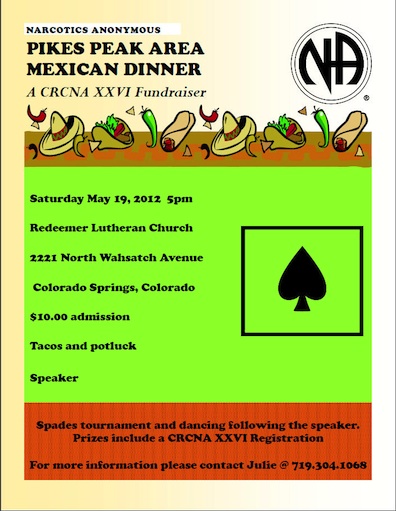 NARCOTICS ANONYMOUS
PIKES PEAK AREA
MEXICAN DINNER
A CRCNA XXVI Fundraiser
NA
®
Saturday May 19, 2012 5pm
Redeemer Lutheran Church
2221 North Wahsatch Avenue
Colorado Springs, Colorado
$10.00 admission
Tacos and potluck
Speaker
Spades tournament and dancing following the speaker.
Prizes include a CRCNA XXVI Registration
For more information please contact Julie @ 719.304.1068